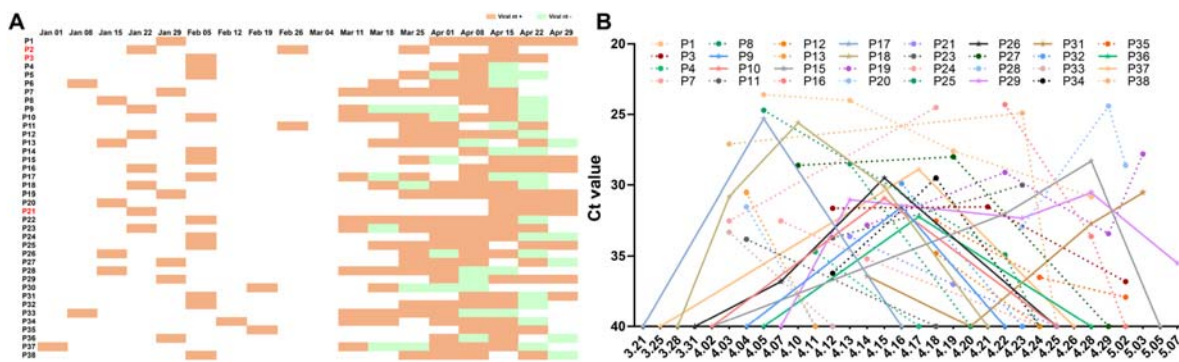 A
Viral nt +
Viral nt -
Jan 01 Jan 08 Jan 15 Jan 22 Jan 29 Feb 05 Feb 12 Feb 19 Feb 26 Mar 04 Mar 11 Mar 18 Mar 25 Apr 01 Apr 08 Apr 15 Apr 22 Apr 29
P1
P2
P3
P4
P5
P6
P7
P8
P9
P10
P11
P12
P13
P14
P15
P16
P17
P18
P19
P20
P21
P22
P23
P24
P25
P26
P27
P28
P29
P30
P31
P32
P33
P34
P35
P36
P37
P38
B
P1 P8 P12 P17 P21 P26 P31 P35
P3 P9 P13 P18 P23 P27 P32 P36
P4 P10 P15 P19 P24 P28 P33 P37
P7 P11 P16 P20 P25 P29 P34 P38
Ct value
20
25
30
35
40
3.21 3.25 3.28 3.31 4.02 4.03 4.04 4.05 4.07 4.10 4.11 4.12 4.13 4.14 4.15 4.16 4.17 4.18 4.19 4.20 4.21 4.22 4.23 4.24 4.25 4.26 4.28 4.29 5.02 5.03 5.05 5.07